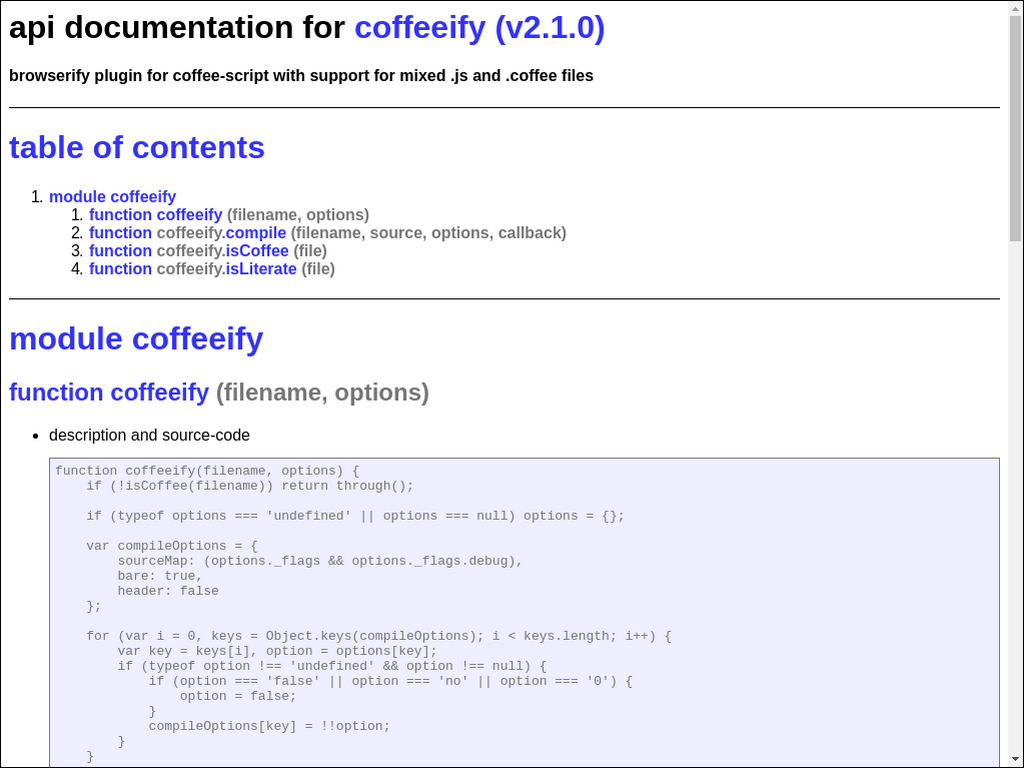 api documentation for coffeeify (v2.1.0)
browserify plugin for coffee-script with support for mixed .js and .coffee files
table of contents
1. module coffeeify
1. function coffeeify (filename, options)
2. function coffeeify.compile (filename, source, options, callback)
3. function coffeeify.isCoffee (file)
4. function coffeeify.isLiterate (file)
module coffeeify
function coffeeify (filename, options)
• description and source-code
function coffeeify(filename, options) {
    if (!isCoffee(filename)) return through();
    if (typeof options === 'undefined' || options === null) options = {};
    var compileOptions = {
        sourceMap: (options._flags && options._flags.debug),
        bare: true,
        header: false
    };
    for (var i = 0, keys = Object.keys(compileOptions); i < keys.length; i++) {
        var key = keys[i], option = options[key];
        if (typeof option !== 'undefined' && option !== null) {
            if (option === 'false' || option === 'no' || option === '0') {
                option = false;
            }
            compileOptions[key] = !!option;
        }
    }